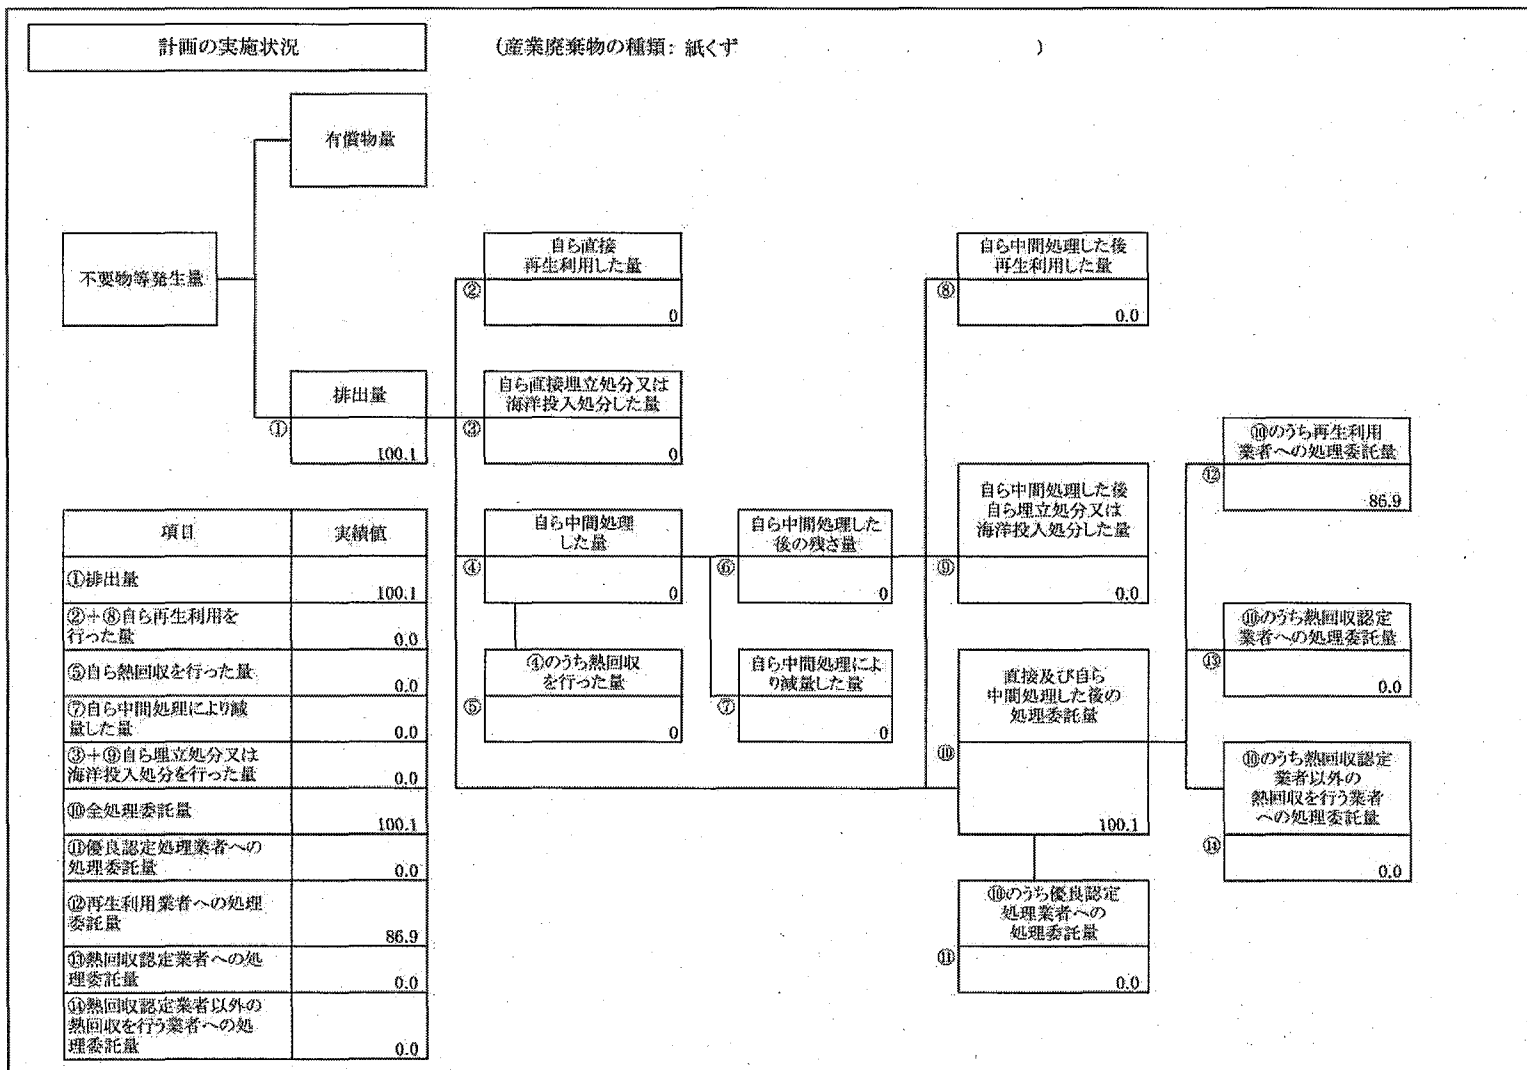 計画の実施状況
(産業廃棄物の種類: 紙くず )
有償物量
不要物等発生量
自ら直接
再生利用した量
②
0
自ら中間処理した後
再生利用した量
⑧
0.0
排出量
①
100.1
自ら直接埋立処分又は
海洋投入処分した量
③
0
⑩のうち再生利用
業者への処理委託量
⑫
86.9
自ら中間処理した後
自ら埋立処分又は
海洋投入処分した量
⑨
0.0
自ら中間処理
した量
④
0
自ら中間処理した
後の残さ量
⑥
0
⑩のうち熱回収認定
業者への処理委託量
⑬
0.0
④のうち熱回収
を行った量
⑤
0
自ら中間処理によ
り減量した量
⑦
0
直接及び自ら
中間処理した後の
処理委託量
⑩
100.1
⑩のうち熱回収認定
業者以外の
熱回収を行う業者
への処理委託量
⑭
0.0
⑩のうち優良認定
処理業者への
処理委託量
⑪
0.0
項目 実績値
①排出量
100.1
②+⑧自ら再生利用を
行った量 0.0
⑤自ら熱回収を行った量
0.0
⑦自ら中間処理により減
量した量 0.0
③+⑨自ら埋立処分又は
海洋投入処分を行った量 0.0
⑩全処理委託量
100.1
⑪優良認定処理業者への
処理委託量 0.0
⑫再生利用業者への処理
委託量
86.9
⑬熱回収認定業者への処
理委託量 0.0
⑭熱回収認定業者以外の
熱回収を行う業者への処
理委託量 0.0